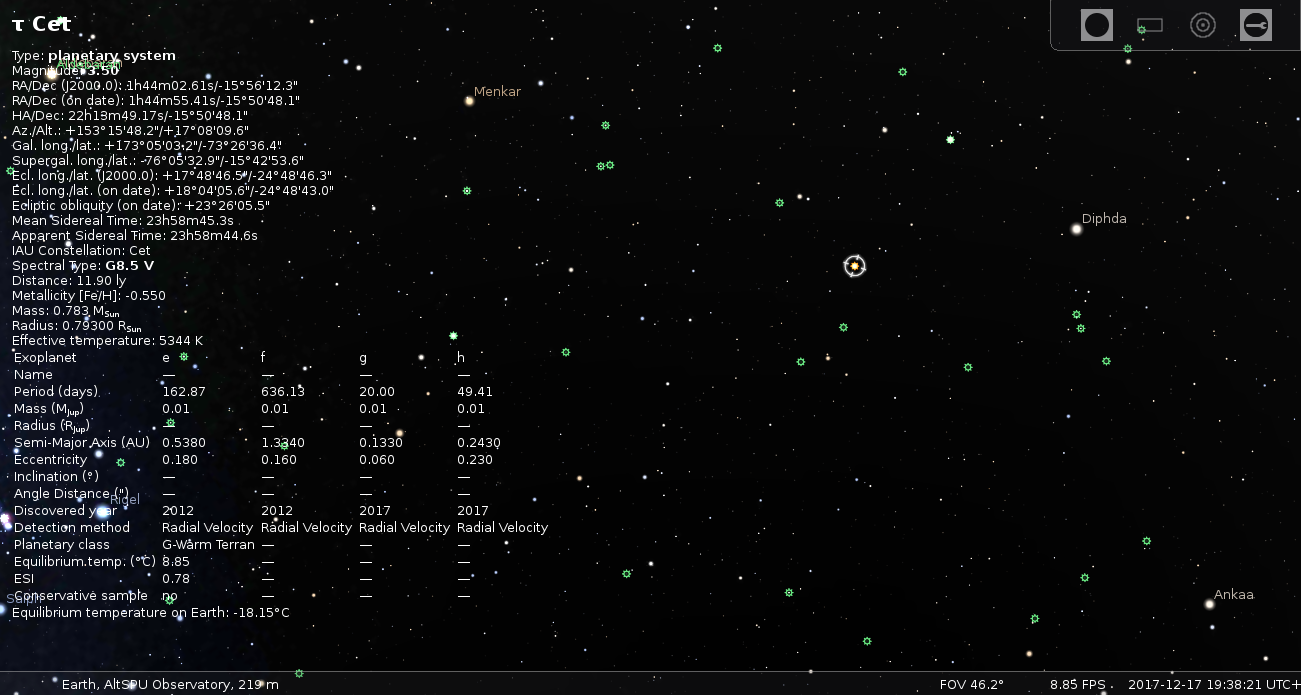 τ Cet
Type: planetary system
Aldebaran
Magnitude: 3.50
RA/Dec (J2000.0): 1h44m02.61s/-15°56'12.3"
RA/Dec (on date): 1h44m55.41s/-15°50'48.1"
HA/Dec: 22h13m49.17s/-15°50'48.1"
Az./Alt.: +153°15'48.2"/+17°08'09.6"
Gal. long./lat.: +173°05'03.2"/-73°26'36.4"
Supergal. long./lat.: -76°05'32.9"/-15°42'53.6"
Ecl. long./lat. (J2000.0): +17°48'46.5"/-24°48'46.3"
Ecl. long./lat. (on date): +18°04'05.6"/-24°48'43.0"
Ecliptic obliquity (on date): +23°26'05.5"
Mean Sidereal Time: 23h58m45.3s
Apparent Sidereal Time: 23h58m44.6s
IAU Constellation: Cet
Spectral Type: G8.5 V
Distance: 11.90 ly
Metallicity [Fe/H]: -0.550
Mass: 0.783 MSun
Radius: 0.79300 RSun
Effective temperature: 5344 K
Exoplanet e f g h
Name — — — —
Period (days) 162.87 636.13 20.00 49.41
Mass (MJup) 0.01 0.01 0.01 0.01
Radius (RJup) — — — —
Semi-Major Axis (AU) 0.5380 1.3340 0.1330 0.2430
Eccentricity 0.180 0.160 0.060 0.230
Inclination (°) — — — —
Angle Distance (") — — — —
Rigel
Discovered year 2012 2012 2017 2017
Detection method Radial Velocity Radial Velocity Radial Velocity Radial Velocity
Planetary class G-Warm Terran — — —
Equilibrium temp. (°C) 8.85 — — —
ESI 0.78 — — —
Conservative sample no — — —
Saiph
Equilibrium temperature on Earth: -18.15°C
Menkar
Diphda
Ankaa
Earth, AltSPU Observatory, 219 m
FOV 46.2°
8.85 FPS
2017-12-17 19:38:21 UTC+